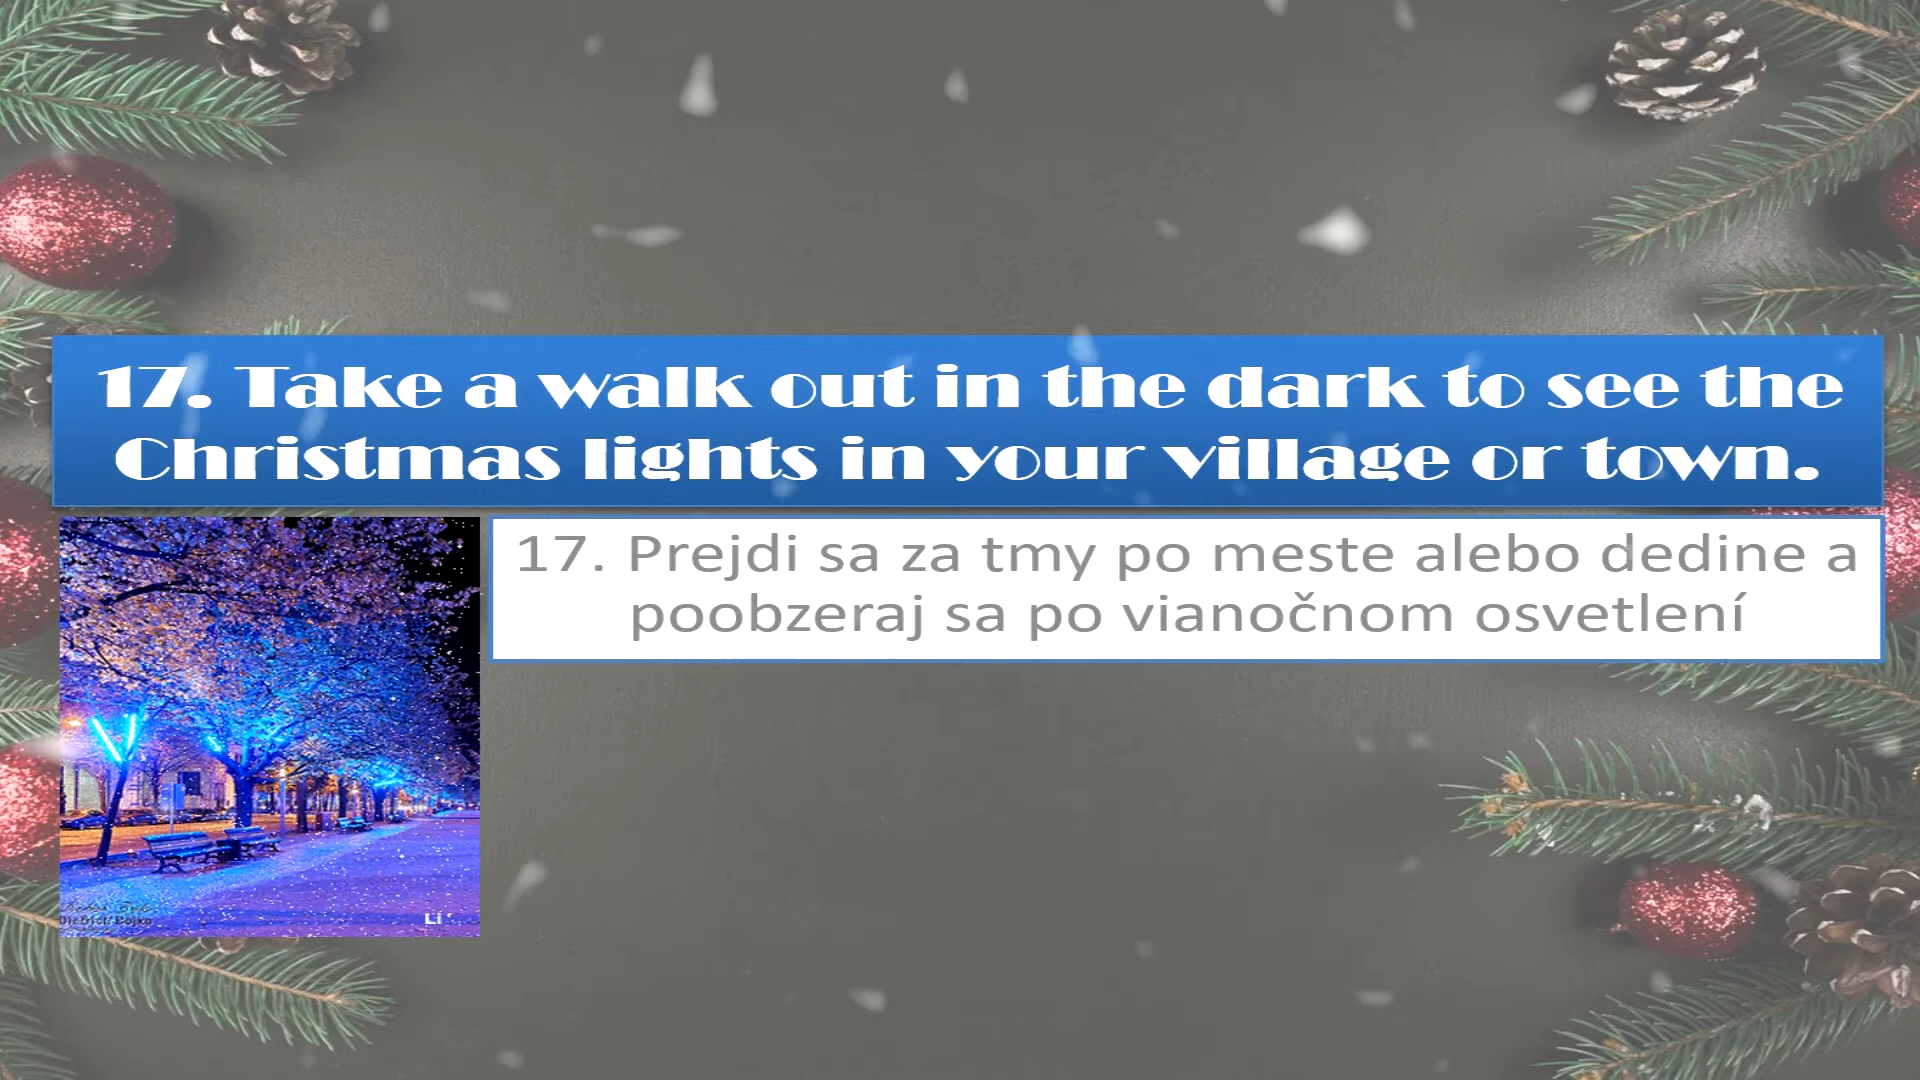 17. Take a walk out in the dark to see the
Christmas lights in your village or town.
17. Prejdi sa za tmy po meste alebo dedine a
poobzeraj sa po vianočnom osvetlení